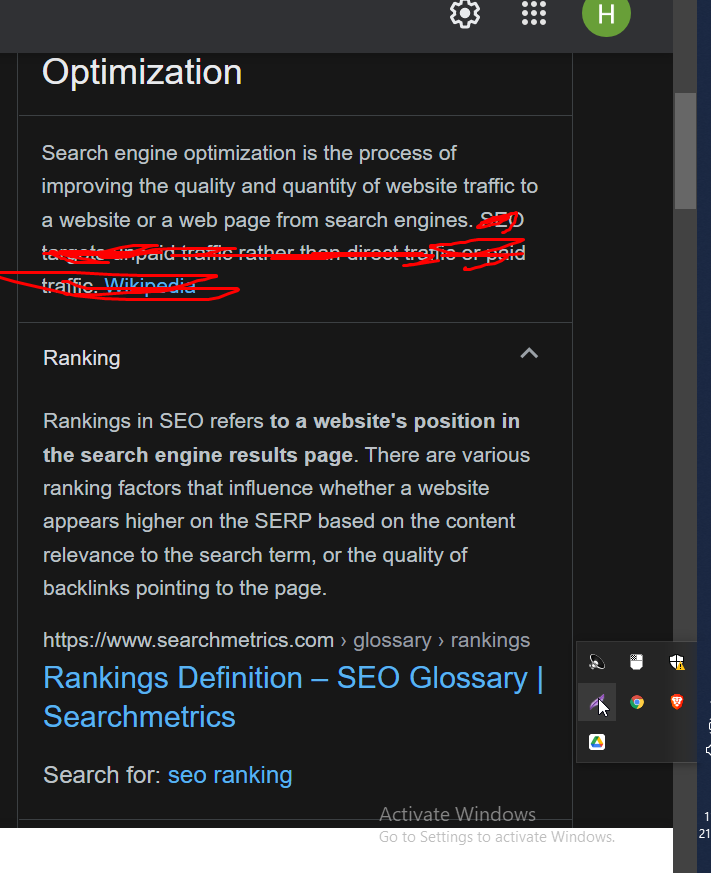 H
Optimization
Search engine optimization is the process of
improving the quality and quantity of website traffic to
a website or a web page from search engines. SEO
targets unpaid traffic rather than direct traffic or paid
traffic. Wikipedia
Ranking
Rankings in SEO refers to a website's position in
the search engine results page. There are various
ranking factors that influence whether a website
appears higher on the SERP based on the content
relevance to the search term, or the quality of
backlinks pointing to the page.
https://www.searchmetrics.com › glossary › rankings
Rankings Definition – SEO Glossary |
Searchmetrics
Search for: seo ranking
Activate Windows
Go to Settings to activate Windows.
1
21